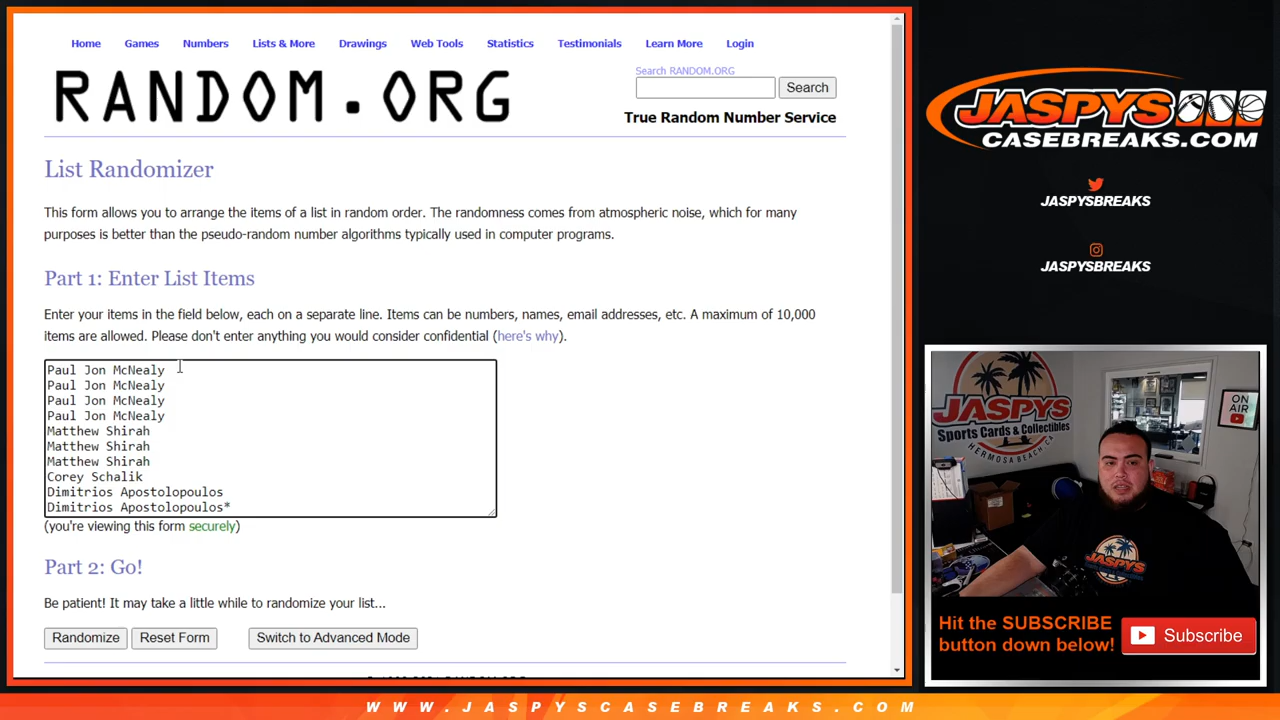 Home Games Numbers Lists & More Drawings Web Tools Statistics Testimonials Learn More Login
RANDOM.ORG
Search RANDOM.ORG
Search
True Random Number Service
List Randomizer
This form allows you to arrange the items of a list in random order. The randomness comes from atmospheric noise, which for many
purposes is better than the pseudo-random number algorithms typically used in computer programs.
Part 1: Enter List Items
Enter your items in the field below, each on a separate line. Items can be numbers, names, email addresses, etc. A maximum of 10,000
items are allowed. Please don't enter anything you would consider confidential (here's why).
Paul Jon McNealy
Paul Jon McNealy
Paul Jon McNealy
Paul Jon McNealy
Matthew Shirah
Matthew Shirah
Matthew Shirah
Corey Schalik
Dimitrios Apostolopoulos
Dimitrios Apostolopoulos*
(you're viewing this form securely)
Part 2: Go!
Be patient! It may take a little while to randomize your list...
Randomize Reset Form Switch to Advanced Mode
JASPYS
CASEBREAKS.COM
JASPYSBREAKS
JASPYSBREAKS
JASPYS
Sports Cards & Collectibles
HERMOSA BEACH CA
ON
AIR
JASPYS
Hit the SUBSCRIBE
button down below!
Subscribe
WWW.JASPYSCASEBREAKS.COM